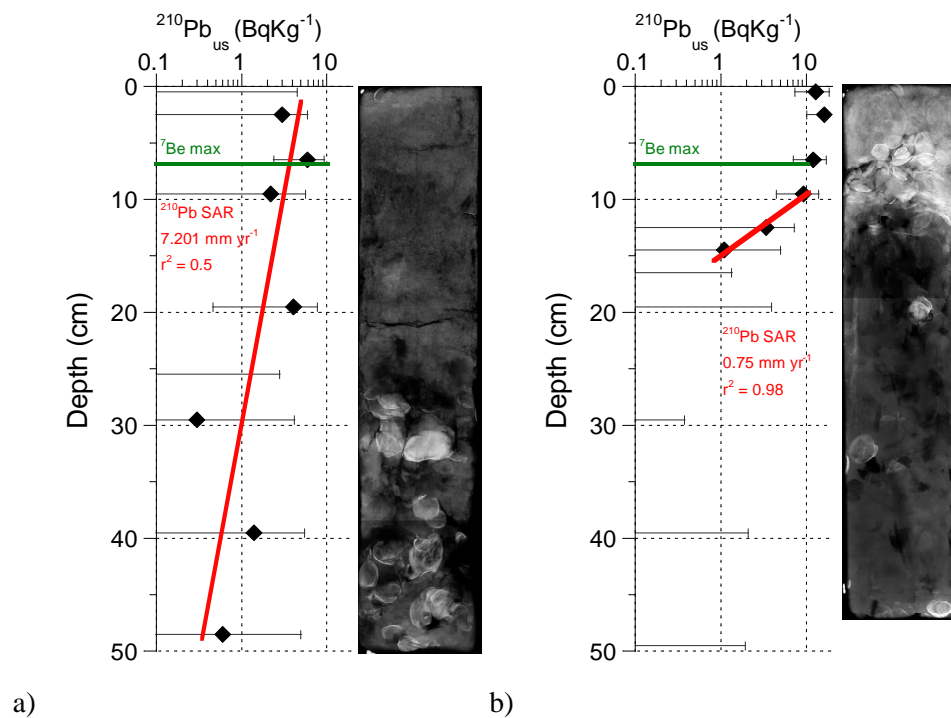 ²¹⁰Pb_us (BqKg⁻¹)
0.1 1 10
0
10
20
30
40
50
Depth (cm)
⁷Be max
²¹⁰Pb SAR
7.201 mm yr⁻¹
r² = 0.5
a)
²¹⁰Pb_us (BqKg⁻¹)
0.1 1 10
0
10
20
30
40
50
Depth (cm)
⁷Be max
²¹⁰Pb SAR
0.75 mm yr⁻¹
r² = 0.98
b)